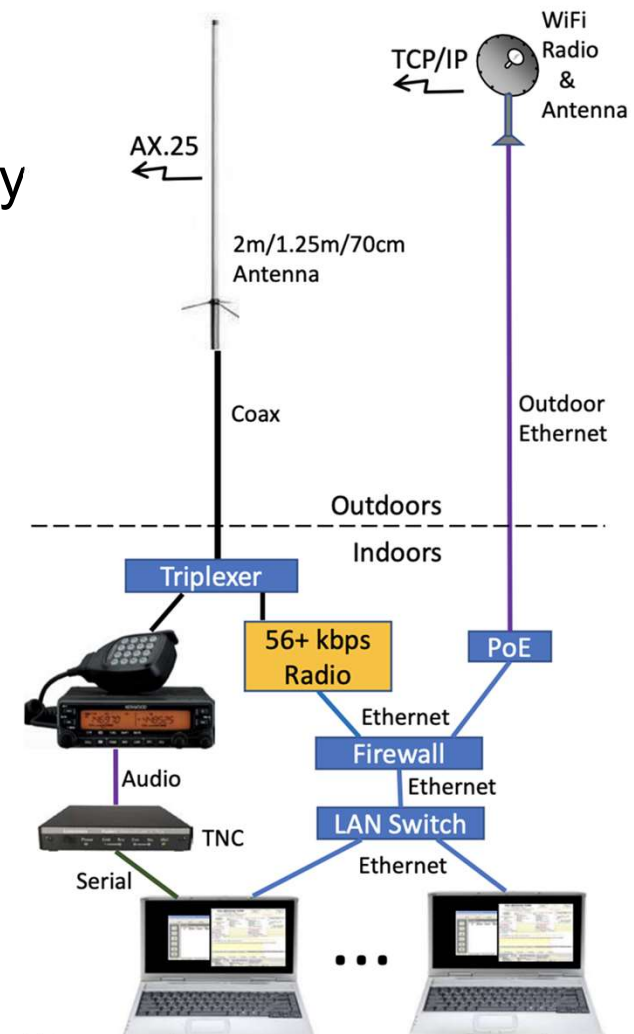 WiFi
Radio
&
Antenna
TCP/IP
AX.25
y
2m/1.25m/70cm
Antenna
Coax
Outdoor
Ethernet
Outdoors
Indoors
Triplexer
56+ kbps
Radio
PoE
KENWOOD
Ethernet
Firewall
Audio
Ethernet
LAN Switch
TNC
Ethernet
Serial
...